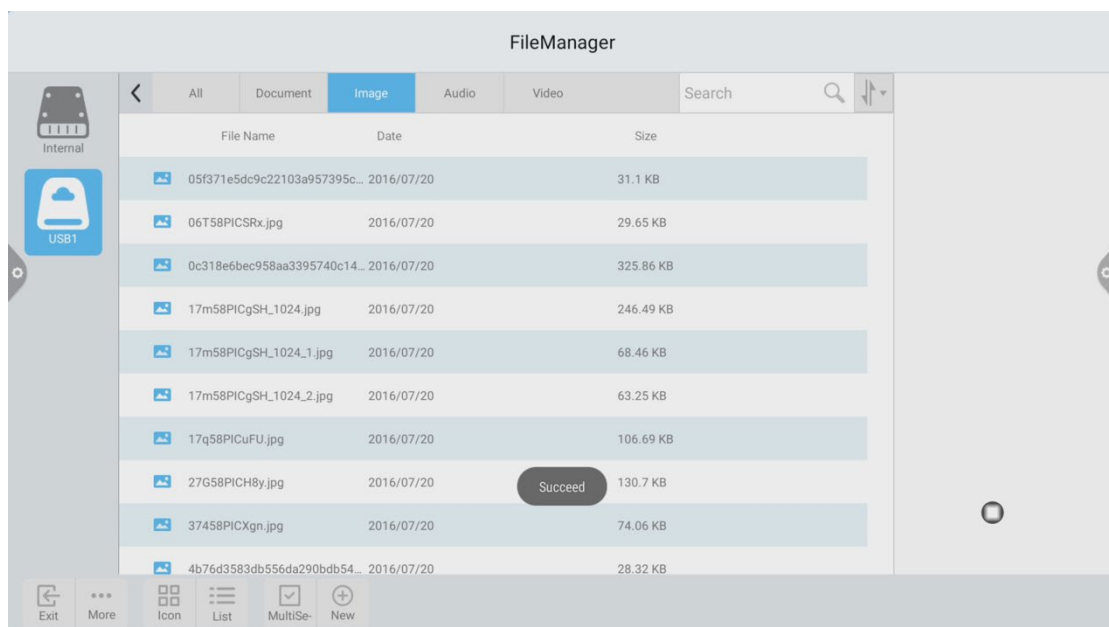 FileManager
All Document Image Audio Video Search
Internal
File Name Date Size
05f371e5dc9c22103a957395c... 2016/07/20 31.1 KB
06T58PICSRx.jpg 2016/07/20 29.65 KB
USB1
0c318e6bec958aa3395740c14... 2016/07/20 325.86 KB
17m58PICgSH_1024.jpg 2016/07/20 246.49 KB
17m58PICgSH_1024_1.jpg 2016/07/20 68.46 KB
17m58PICgSH_1024_2.jpg 2016/07/20 63.25 KB
17q58PICuFU.jpg 2016/07/20 106.69 KB
27G58PICH8y.jpg 2016/07/20 130.7 KB
Succeed
37458PICXgn.jpg 2016/07/20 74.06 KB
4b76d3583db556da290bdb54... 2016/07/20 28.32 KB
Exit More Icon List MultiSe- New